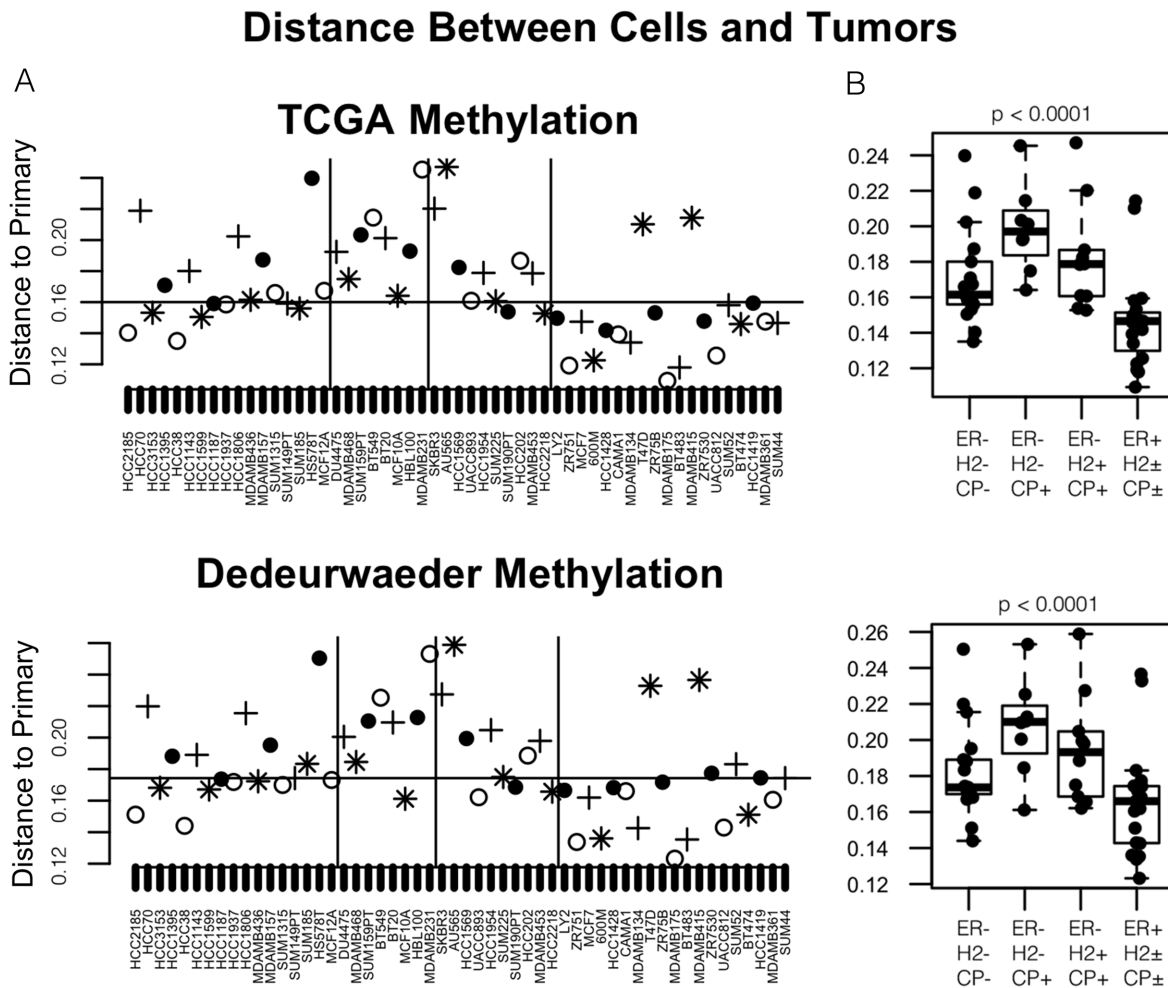 Distance Between Cells and Tumors
A
B
TCGA Methylation
Distance to Primary
0.20
0.16
0.12
HCC2185
HCC70
HCC3153
HCC1395
HCC38
HCC1143
HCC1599
HCC1187
HCC1937
HCC1806
MDAMB436
MDAMB157
SUM1315
SUM149PT
SUM185
HS578T
MCF12A
DU4475
MDAMB468
SUM159PT
BT549
BT20
MCF10A
HBL100
MDAMB231
SKBR3
AU565
HCC1569
UACC893
HCC1954
SUM225
SUM190PT
HCC202
MDAMB453
HCC2218
LY2
ZR751
MCF7
600M
HCC1428
CAMA1
MDAMB134
T47D
ZR75B
MDAMB175
BT483
MDAMB415
ZR7530
UACC812
SUM52
BT474
HCC1419
MDAMB361
SUM44
p < 0.0001
0.24
0.22
0.20
0.18
0.16
0.14
0.12
ER- ER- ER- ER+
H2- H2- H2+ H2±
CP- CP+ CP+ CP±
Dedeurwaeder Methylation
Distance to Primary
0.20
0.16
0.12
HCC2185
HCC70
HCC3153
HCC1395
HCC38
HCC1143
HCC1599
HCC1187
HCC1937
HCC1806
MDAMB436
MDAMB157
SUM1315
SUM149PT
SUM185
HS578T
MCF12A
DU4475
MDAMB468
SUM159PT
BT549
BT20
MCF10A
HBL100
MDAMB231
SKBR3
AU565
HCC1569
UACC893
HCC1954
SUM225
SUM190PT
HCC202
MDAMB453
HCC2218
LY2
ZR751
MCF7
600M
HCC1428
CAMA1
MDAMB134
T47D
ZR75B
MDAMB175
BT483
MDAMB415
ZR7530
UACC812
SUM52
BT474
HCC1419
MDAMB361
SUM44
p < 0.0001
0.26
0.24
0.22
0.20
0.18
0.16
0.14
0.12
ER- ER- ER- ER+
H2- H2- H2+ H2±
CP- CP+ CP+ CP±